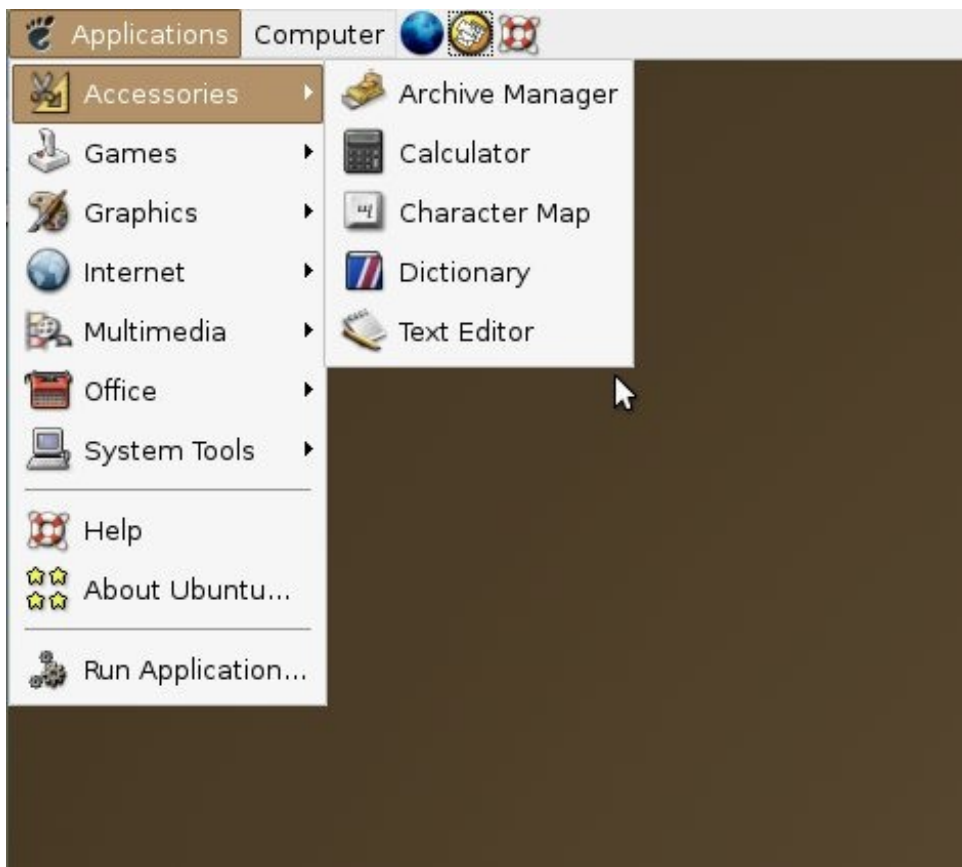 Applications Computer
Accessories
Games
Graphics
Internet
Multimedia
Office
System Tools
Help
About Ubuntu...
Run Application...
Archive Manager
Calculator
Character Map
Dictionary
Text Editor